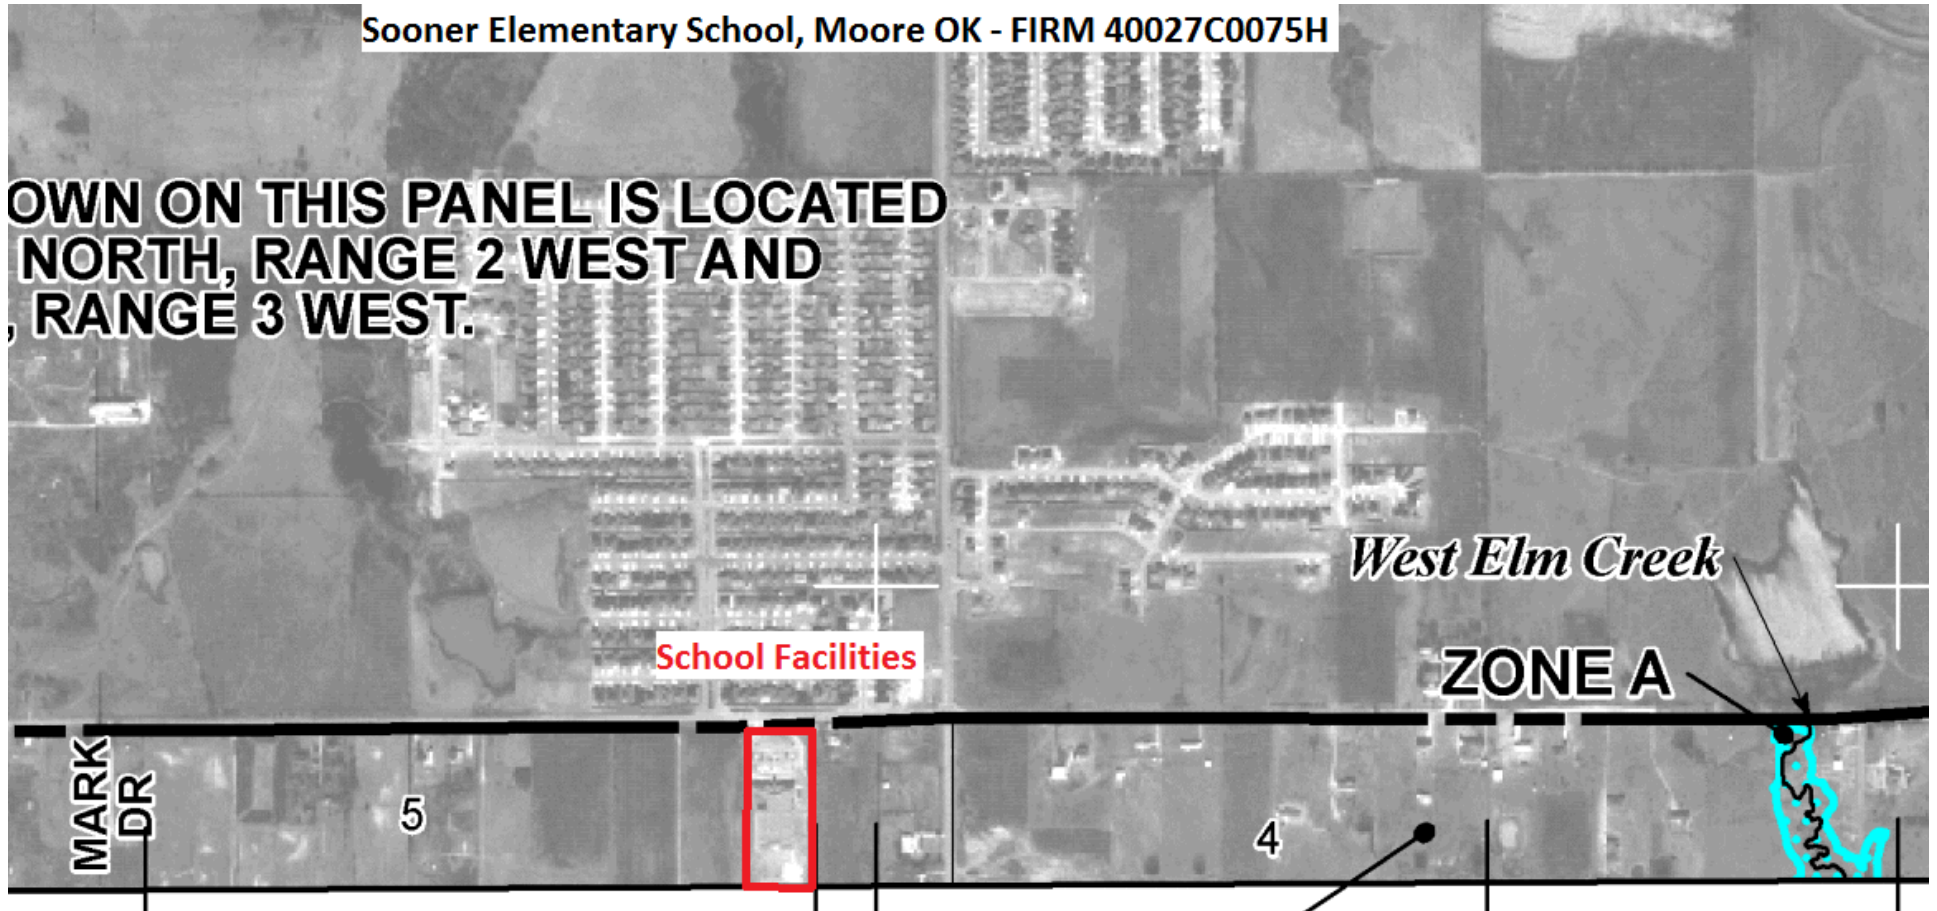 Sooner Elementary School, Moore OK - FIRM 40027C0075H
OWN ON THIS PANEL IS LOCATED
NORTH, RANGE 2 WEST AND
, RANGE 3 WEST.
West Elm Creek
School Facilities
ZONE A
MARK
DR
5
4